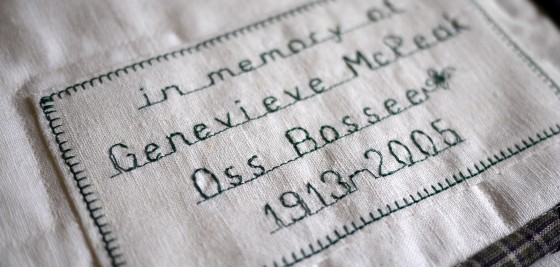 in memory of
Genevieve McPeak
Oss Bossee
1913-2005